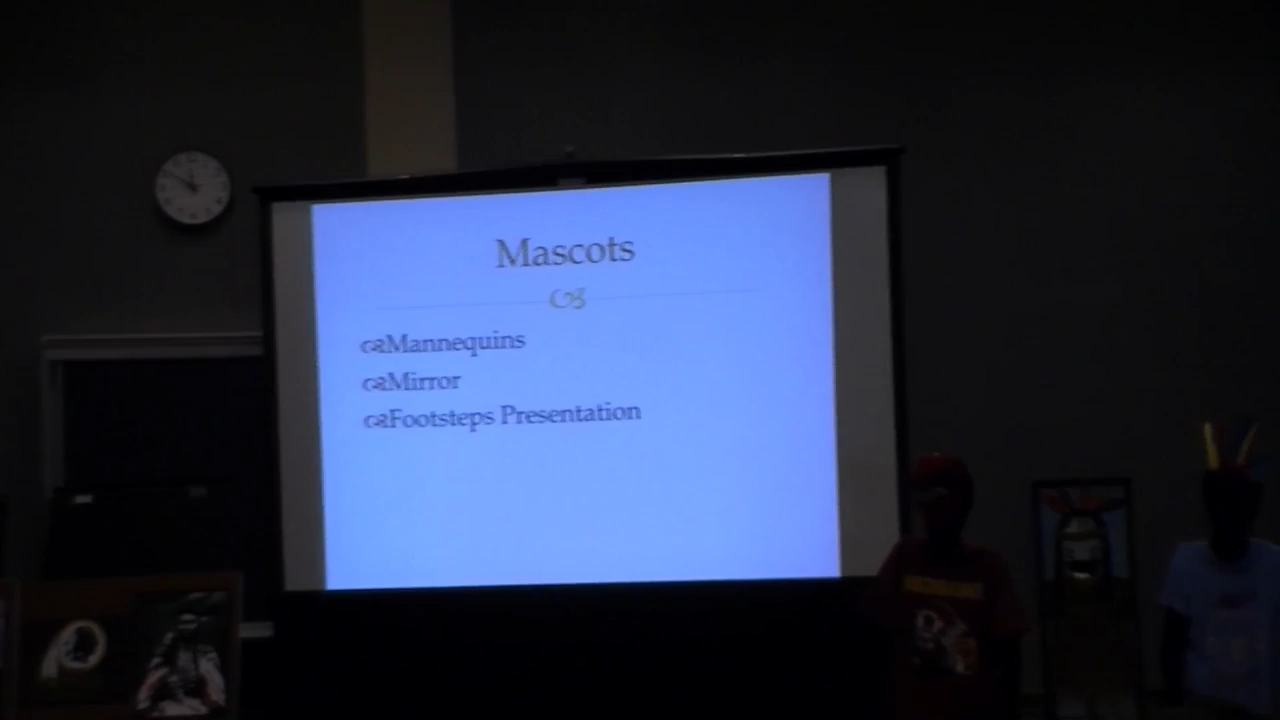 Mascots
Mannequins
Mirror
Footsteps Presentation